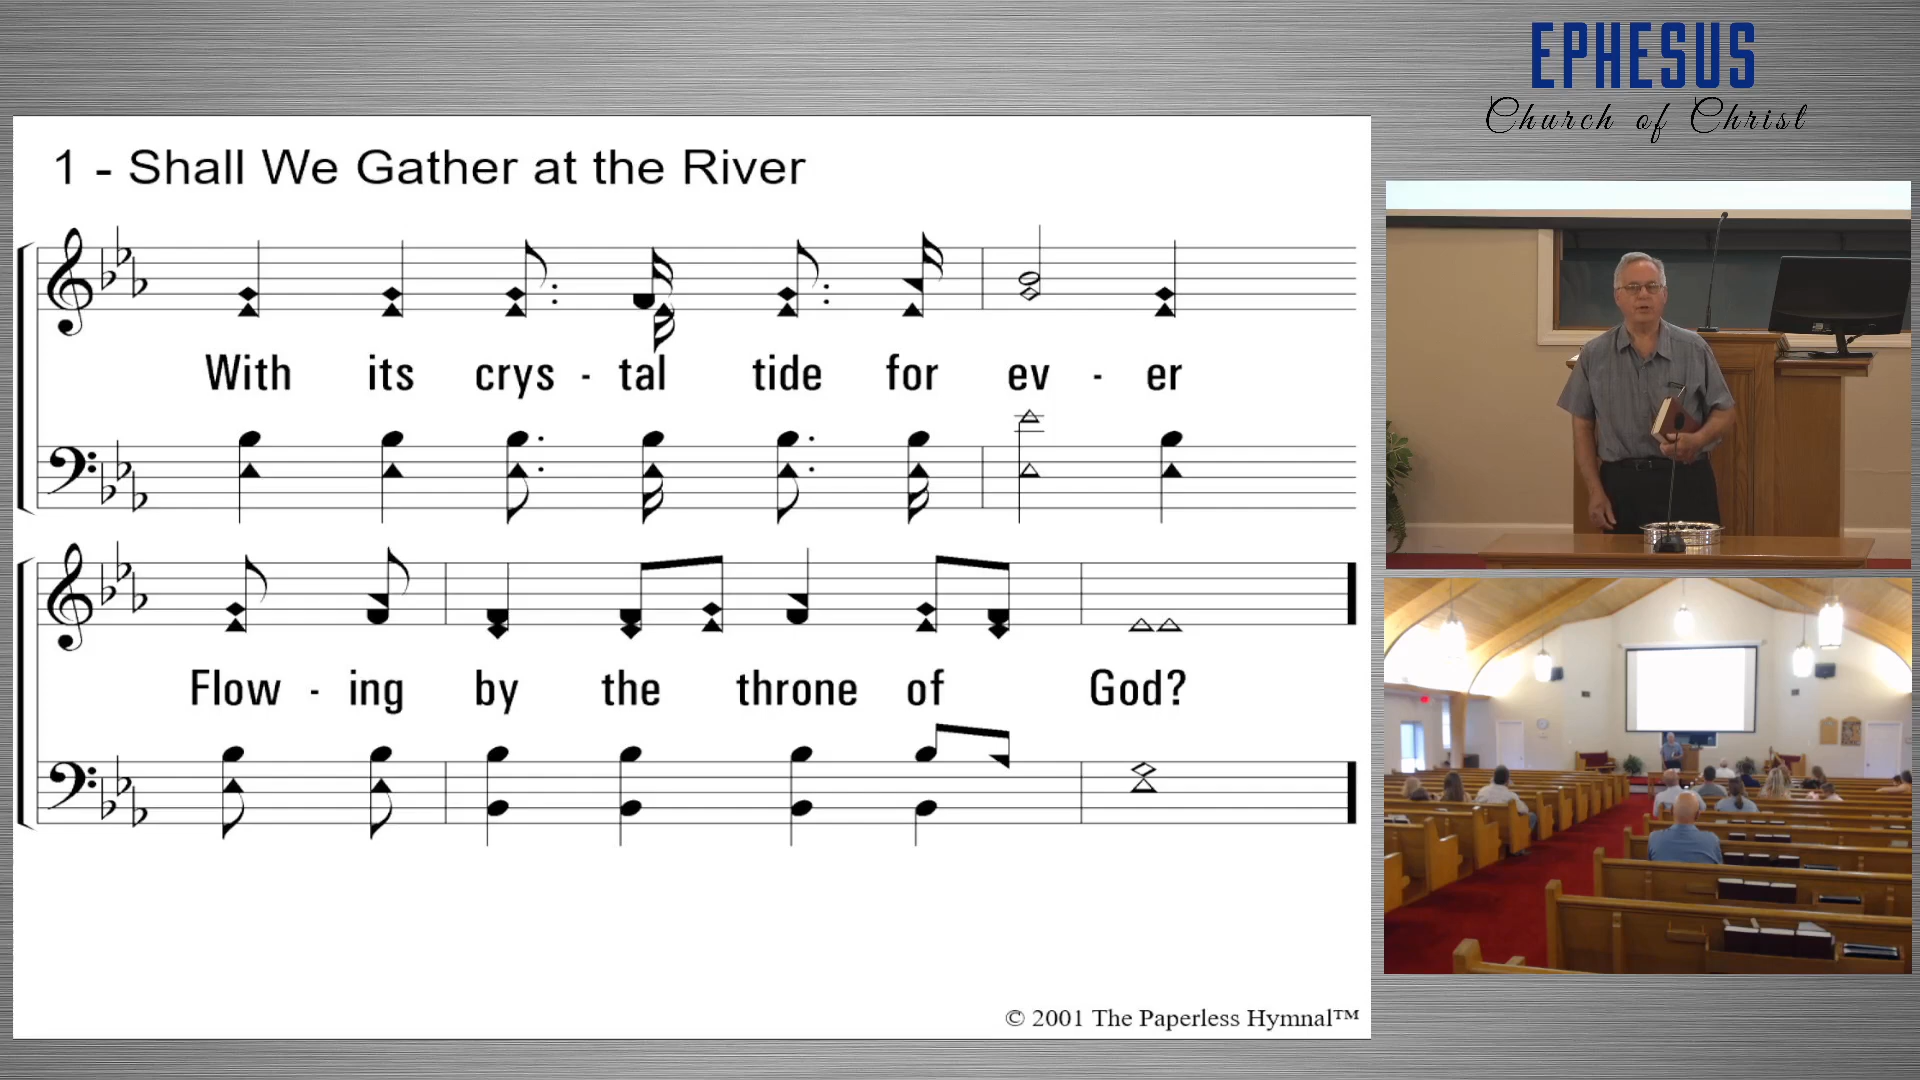 EPHESUS
Church of Christ
1 - Shall We Gather at the River
With its crys - tal tide for ev - er
Flow - ing by the throne of God?
© 2001 The Paperless Hymnal™